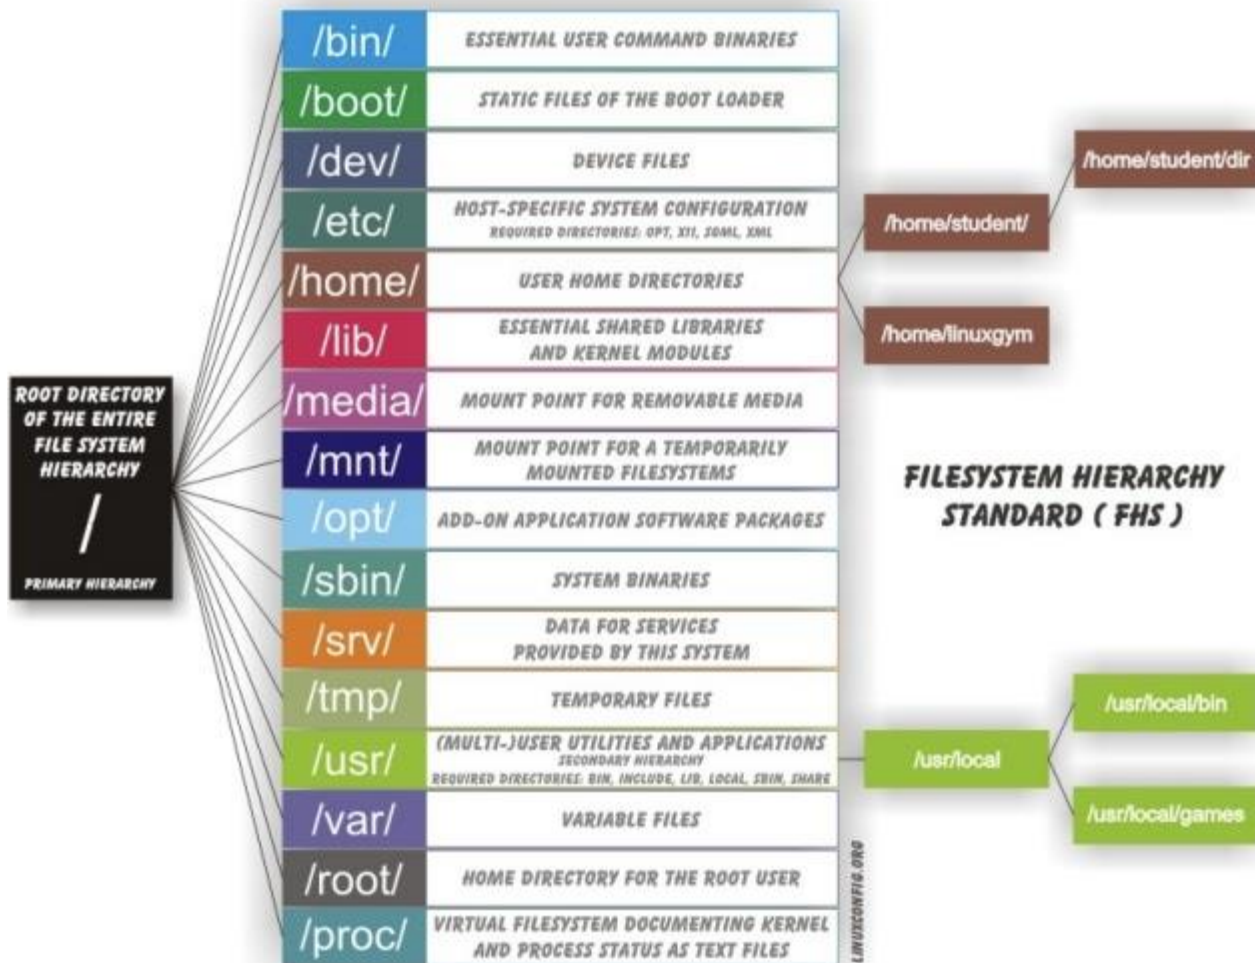 ROOT DIRECTORY
OF THE ENTIRE
FILE SYSTEM
HIERARCHY
/
PRIMARY HIERARCHY
/bin/
ESSENTIAL USER COMMAND BINARIES
/boot/
STATIC FILES OF THE BOOT LOADER
/dev/
DEVICE FILES
/etc/
HOST-SPECIFIC SYSTEM CONFIGURATION
REQUIRED DIRECTORIES: OPT, X11, SGML, XML
/home/
USER HOME DIRECTORIES
/lib/
ESSENTIAL SHARED LIBRARIES
AND KERNEL MODULES
/media/
MOUNT POINT FOR REMOVABLE MEDIA
/mnt/
MOUNT POINT FOR A TEMPORARILY
MOUNTED FILESYSTEMS
/opt/
ADD-ON APPLICATION SOFTWARE PACKAGES
/sbin/
SYSTEM BINARIES
/srv/
DATA FOR SERVICES
PROVIDED BY THIS SYSTEM
/tmp/
TEMPORARY FILES
/usr/
(MULTI-)USER UTILITIES AND APPLICATIONS
SECONDARY HIERARCHY
REQUIRED DIRECTORIES: BIN, INCLUDE, LIB, LOCAL, SBIN, SHARE
/var/
VARIABLE FILES
/root/
HOME DIRECTORY FOR THE ROOT USER
/proc/
VIRTUAL FILESYSTEM DOCUMENTING KERNEL
AND PROCESS STATUS AS TEXT FILES
/home/student/
/home/student/dir
/home/linuxgym
FILESYSTEM HIERARCHY
STANDARD ( FHS )
/usr/local
/usr/local/bin
/usr/local/games
LINUXCONFIG.ORG